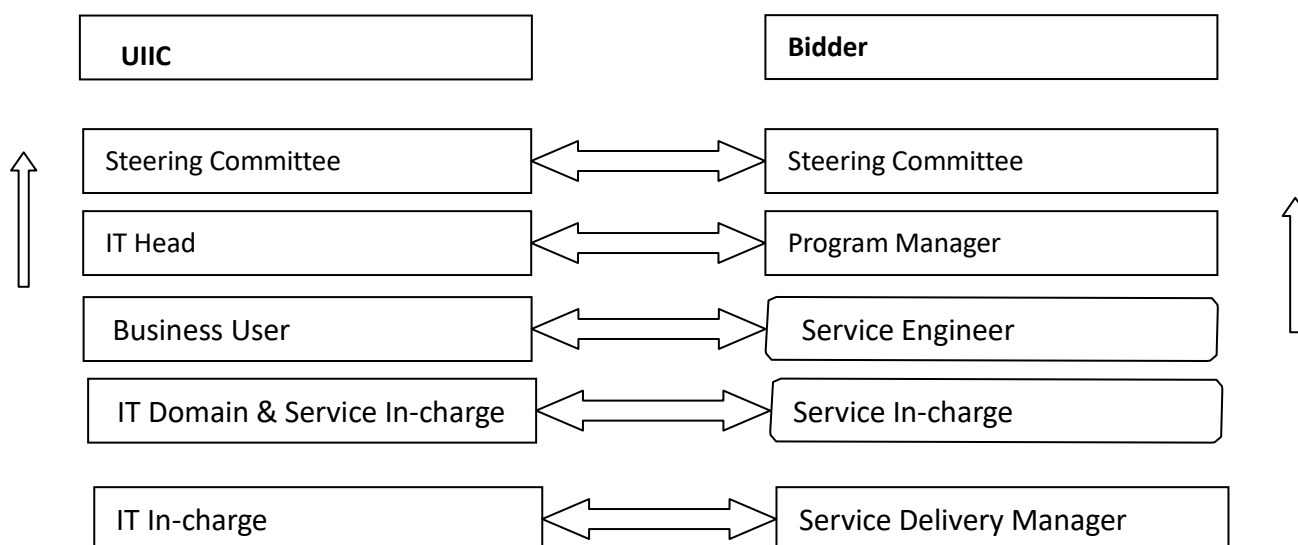 UIIC
Bidder
Steering Committee
Steering Committee
IT Head
Program Manager
Business User
Service Engineer
IT Domain & Service In-charge
Service In-charge
IT In-charge
Service Delivery Manager